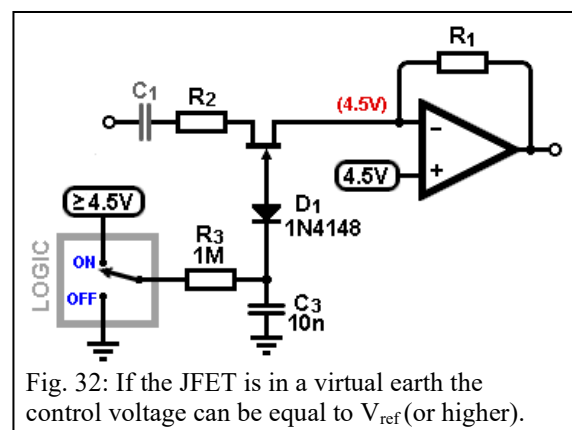 R1
C1
R2
(4.5V)
−
+
4.5V
≥4.5V
D1
1N4148
LOGIC
ON
OFF
R3
1M
C3
10n
Fig. 32: If the JFET is in a virtual earth the
control voltage can be equal to Vref (or higher).